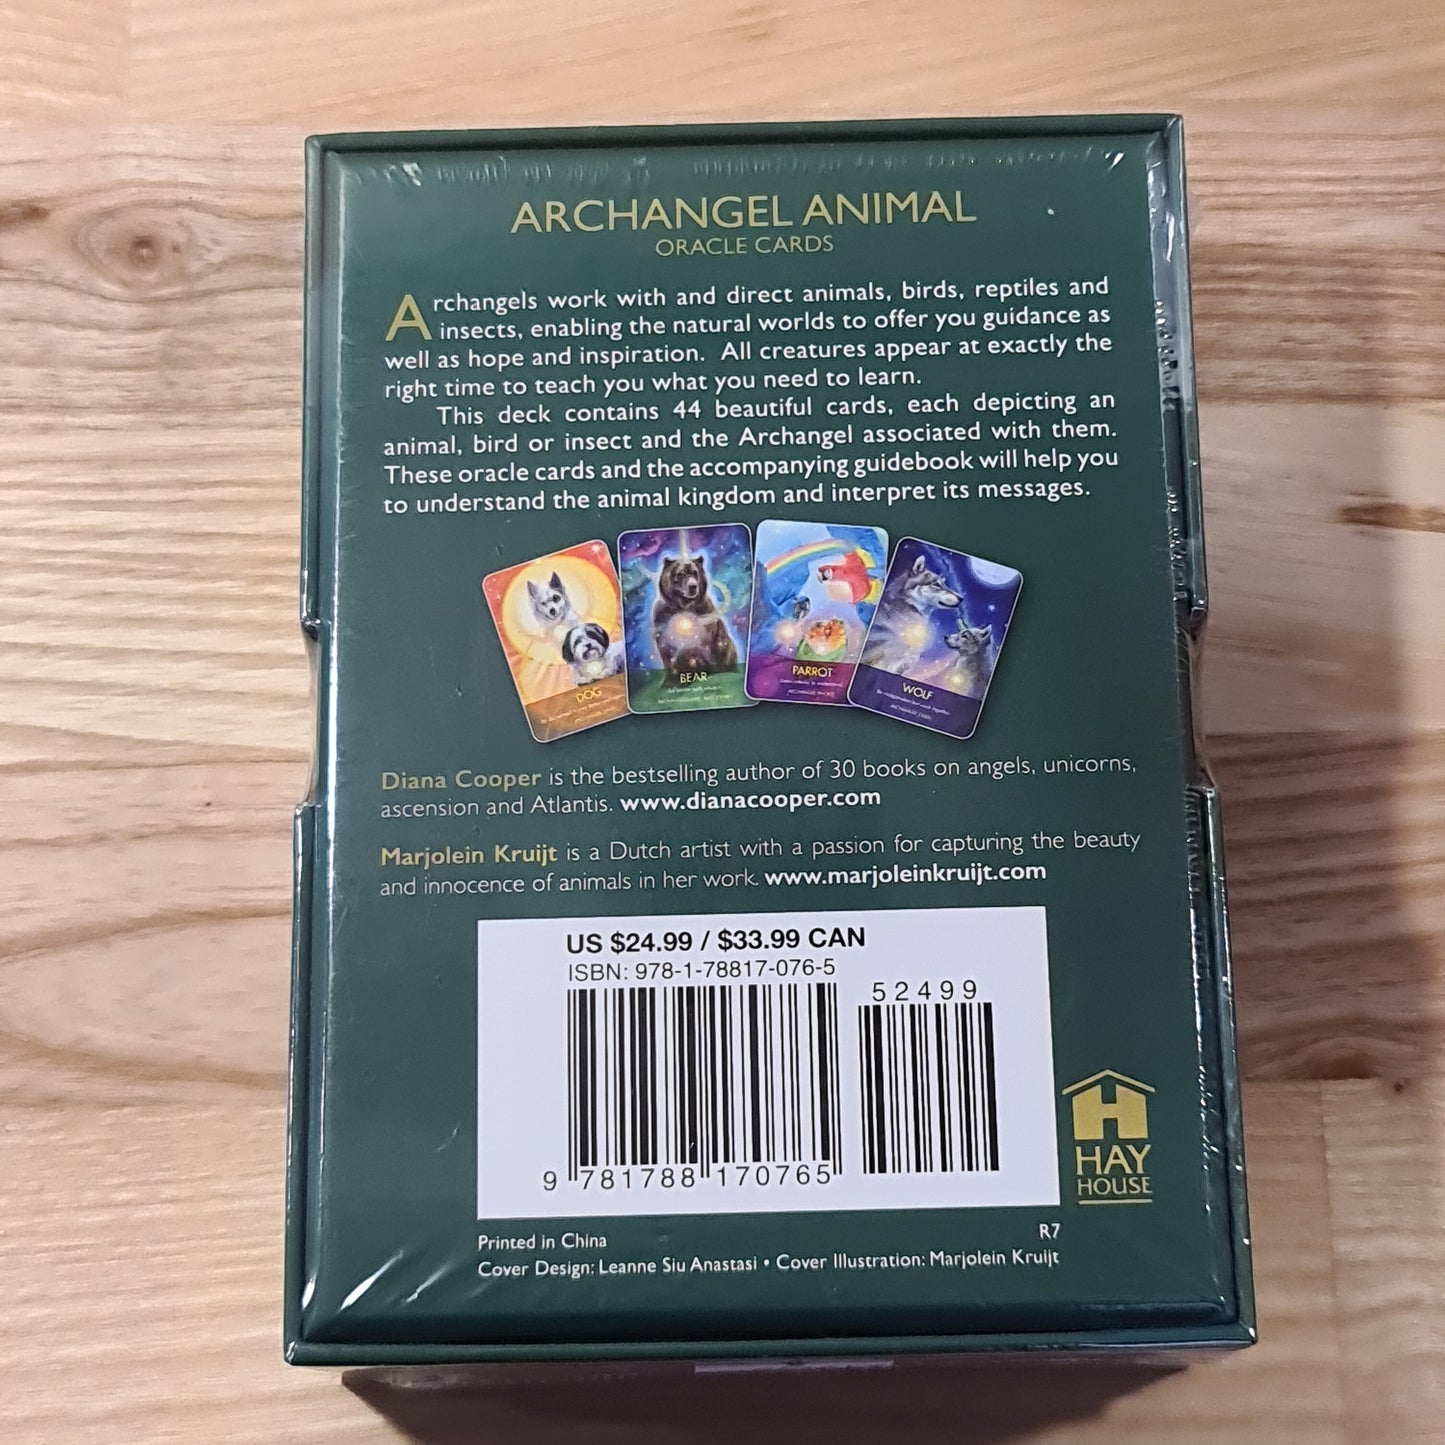 ARCHANGEL ANIMAL
ORACLE CARDS
Archangels work with and direct animals, birds, reptiles and
insects, enabling the natural worlds to offer you guidance as
well as hope and inspiration. All creatures appear at exactly the
right time to teach you what you need to learn.
This deck contains 44 beautiful cards, each depicting an
animal, bird or insect and the Archangel associated with them.
These oracle cards and the accompanying guidebook will help you
to understand the animal kingdom and interpret its messages.
DOG
BEAR
PARROT
WOLF
Diana Cooper is the bestselling author of 30 books on angels, unicorns,
ascension and Atlantis. www.dianacooper.com
Marjolein Kruijt is a Dutch artist with a passion for capturing the beauty
and innocence of animals in her work. www.marjoleinkruijt.com
US $24.99 / $33.99 CAN
ISBN: 978-1-78817-076-5
52499
9 781788 170765
HAY
HOUSE
Printed in China
R7
Cover Design: Leanne Siu Anastasi • Cover Illustration: Marjolein Kruijt